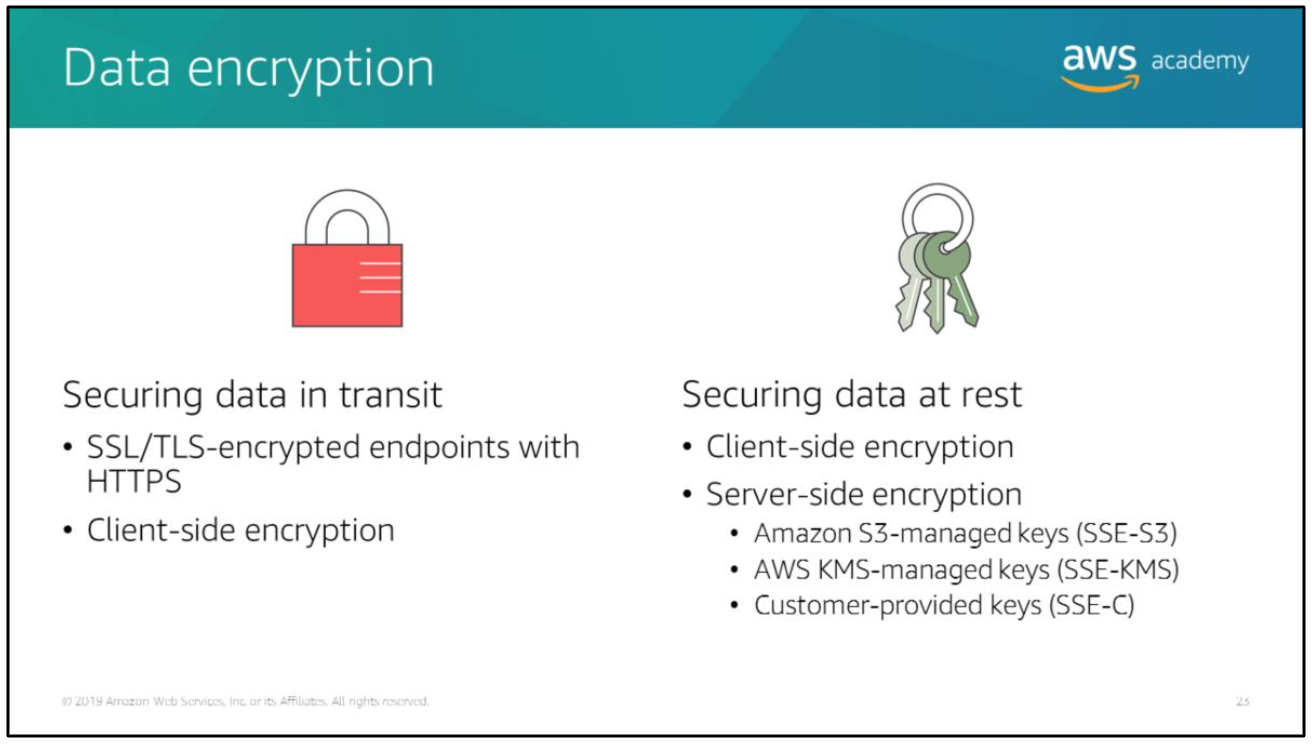 Data encryption
aws academy
Securing data in transit
• SSL/TLS-encrypted endpoints with
HTTPS
• Client-side encryption
Securing data at rest
• Client-side encryption
• Server-side encryption
• Amazon S3-managed keys (SSE-S3)
• AWS KMS-managed keys (SSE-KMS)
• Customer-provided keys (SSE-C)
© 2019 Amazon Web Services, Inc. or its Affiliates. All rights reserved.
23